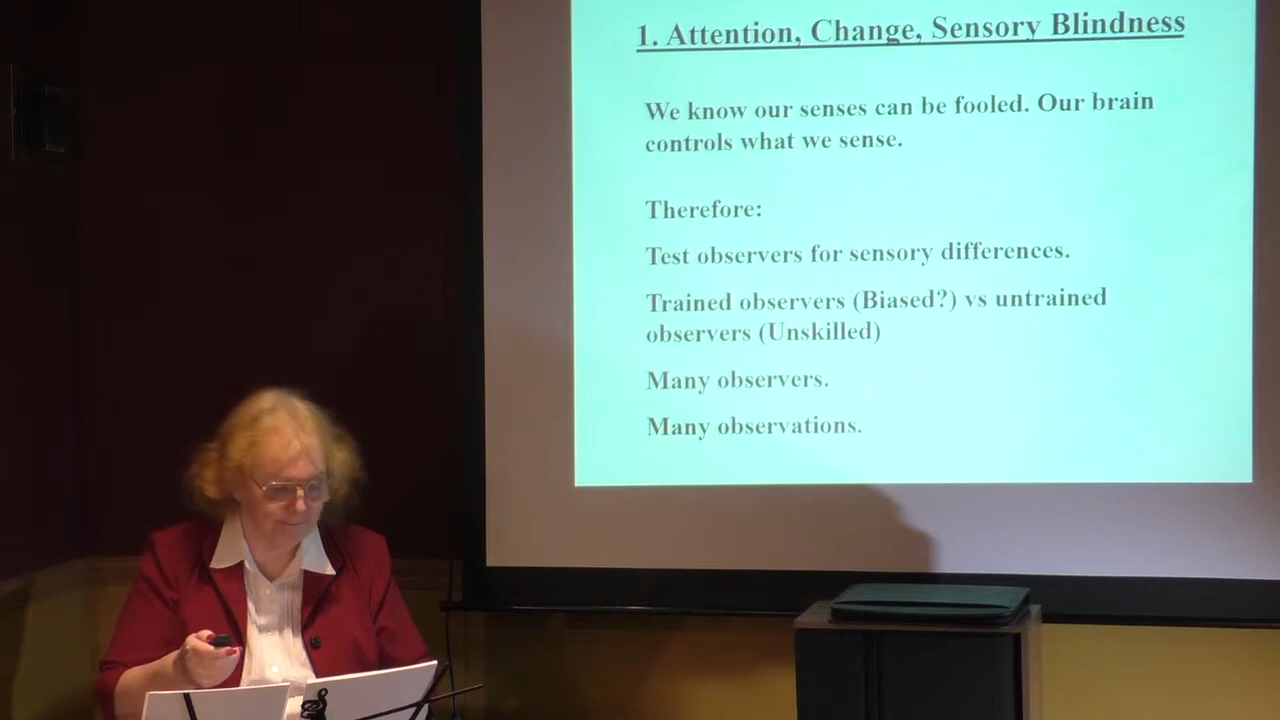 1. Attention, Change, Sensory Blindness
We know our senses can be fooled. Our brain
controls what we sense.
Therefore:
Test observers for sensory differences.
Trained observers (Biased?) vs untrained
observers (Unskilled)
Many observers.
Many observations.